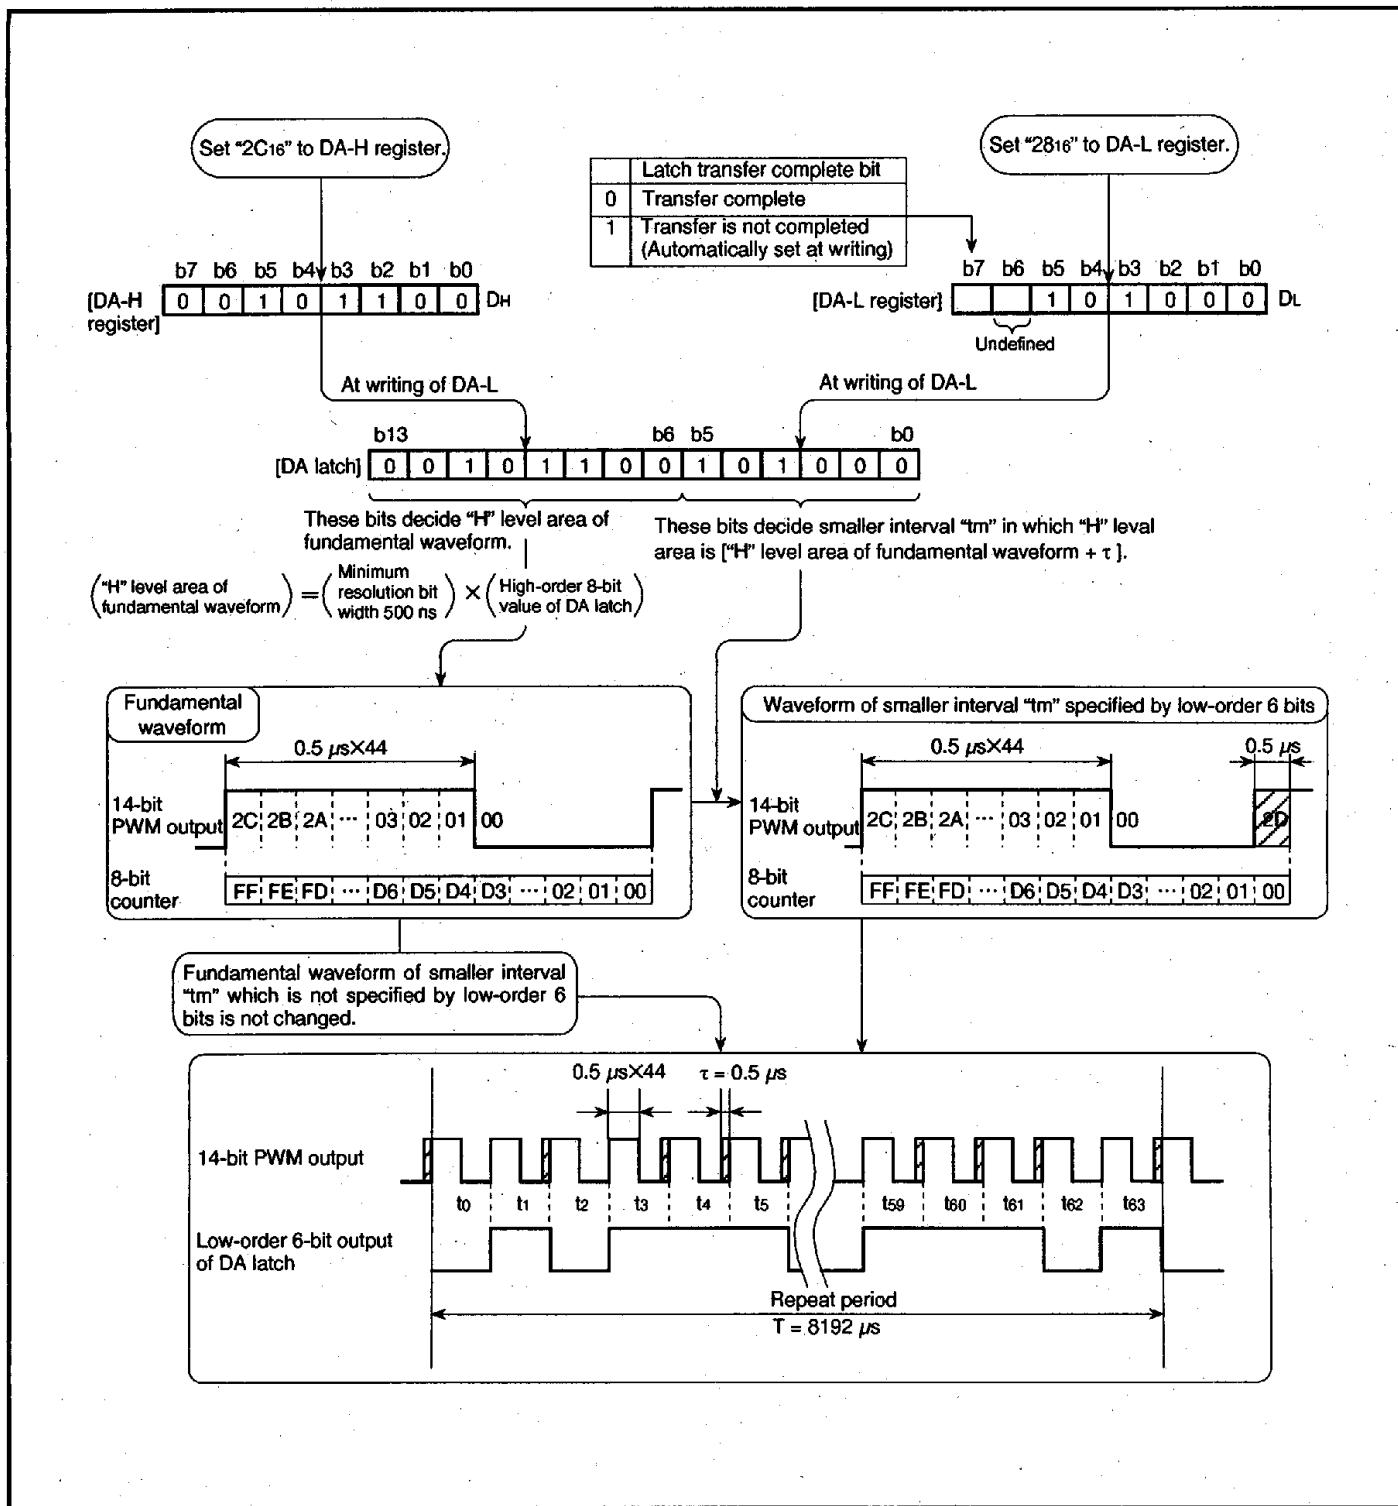 Set "2C16" to DA-H register.
Set "2816" to DA-L register.
Latch transfer complete bit
0 Transfer complete
1 Transfer is not completed
(Automatically set at writing)
b7 b6 b5 b4 b3 b2 b1 b0
[DA-H register] 0 0 1 0 1 1 0 0 DH
b7 b6 b5 b4 b3 b2 b1 b0
[DA-L register] 1 0 1 0 0 0 DL
Undefined
At writing of DA-L
At writing of DA-L
b13 b6 b5 b0
[DA latch] 0 0 1 0 1 1 0 0 1 0 1 0 0 0
These bits decide "H" level area of
fundamental waveform.
These bits decide smaller interval "tm" in which "H" leval
area is ["H" level area of fundamental waveform + τ ].
("H" level area of fundamental waveform) = (Minimum resolution bit width 500 ns) × (High-order 8-bit value of DA latch)
Fundamental
waveform
0.5 μs×44
14-bit
PWM output
2C 2B 2A ... 03 02 01 00
8-bit
counter
FF FE FD ... D6 D5 D4 D3 ... 02 01 00
Waveform of smaller interval "tm" specified by low-order 6 bits
0.5 μs×44
0.5 μs
14-bit
PWM output
2C 2B 2A ... 03 02 01 00 2D
8-bit
counter
FF FE FD ... D6 D5 D4 D3 ... 02 01 00
Fundamental waveform of smaller interval
"tm" which is not specified by low-order 6
bits is not changed.
0.5 μs×44
τ = 0.5 μs
14-bit PWM output
t0 t1 t2 t3 t4 t5 t59 t60 t61 t62 t63
Low-order 6-bit output
of DA latch
Repeat period
T = 8192 μs